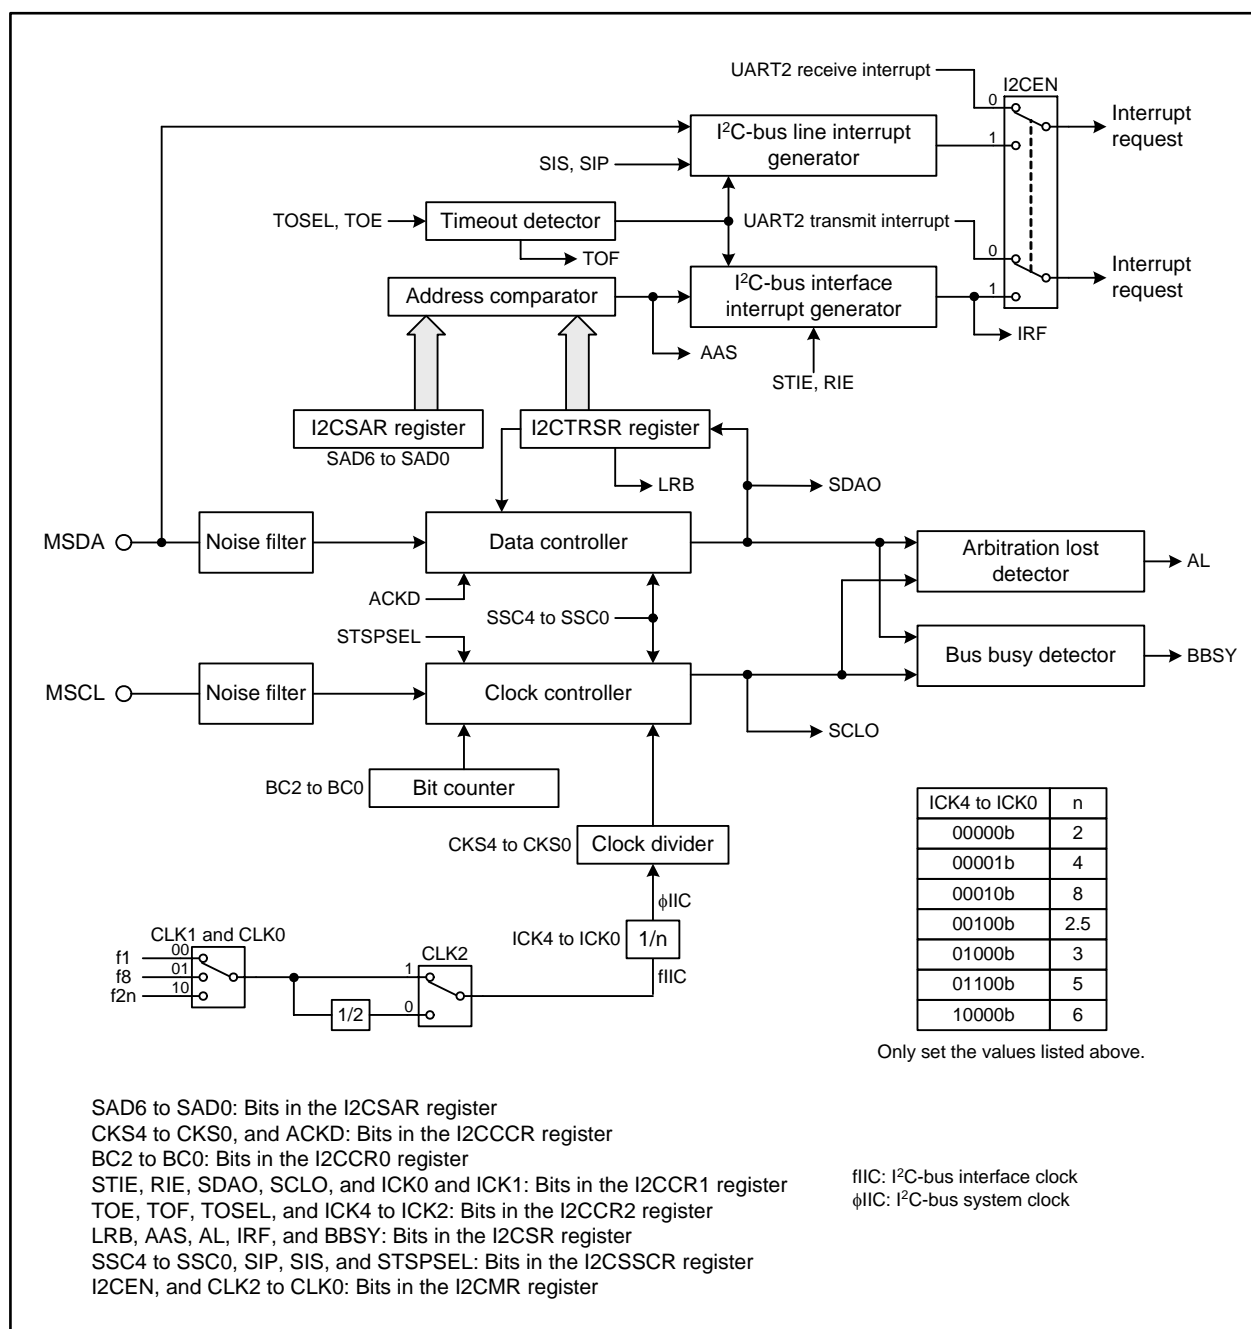 UART2 receive interrupt
I2CEN
0
Interrupt
request
I²C-bus line interrupt
generator
1
SIS, SIP
TOSEL, TOE
Timeout detector
UART2 transmit interrupt
0
TOF
Interrupt
request
Address comparator
I²C-bus interface
interrupt generator
1
IRF
AAS
STIE, RIE
I2CSAR register
I2CTRSR register
SAD6 to SAD0
LRB
SDAO
MSDA
Noise filter
Data controller
Arbitration lost
detector
AL
ACKD
SSC4 to SSC0
STSPSEL
Bus busy detector
BBSY
MSCL
Noise filter
Clock controller
SCLO
BC2 to BC0
Bit counter
CKS4 to CKS0
Clock divider
ϕIIC
ICK4 to ICK0
1/n
fIIC
CLK1 and CLK0
CLK2
f1
00
f8
01
f2n
10
1
0
1/2
ICK4 to ICK0 n
00000b 2
00001b 4
00010b 8
00100b 2.5
01000b 3
01100b 5
10000b 6
Only set the values listed above.
SAD6 to SAD0: Bits in the I2CSAR register
CKS4 to CKS0, and ACKD: Bits in the I2CCCR register
BC2 to BC0: Bits in the I2CCR0 register
STIE, RIE, SDAO, SCLO, and ICK0 and ICK1: Bits in the I2CCR1 register
TOE, TOF, TOSEL, and ICK4 to ICK2: Bits in the I2CCR2 register
LRB, AAS, AL, IRF, and BBSY: Bits in the I2CSR register
SSC4 to SSC0, SIP, SIS, and STSPSEL: Bits in the I2CSSCR register
I2CEN, and CLK2 to CLK0: Bits in the I2CMR register
fIIC: I²C-bus interface clock
ϕIIC: I²C-bus system clock